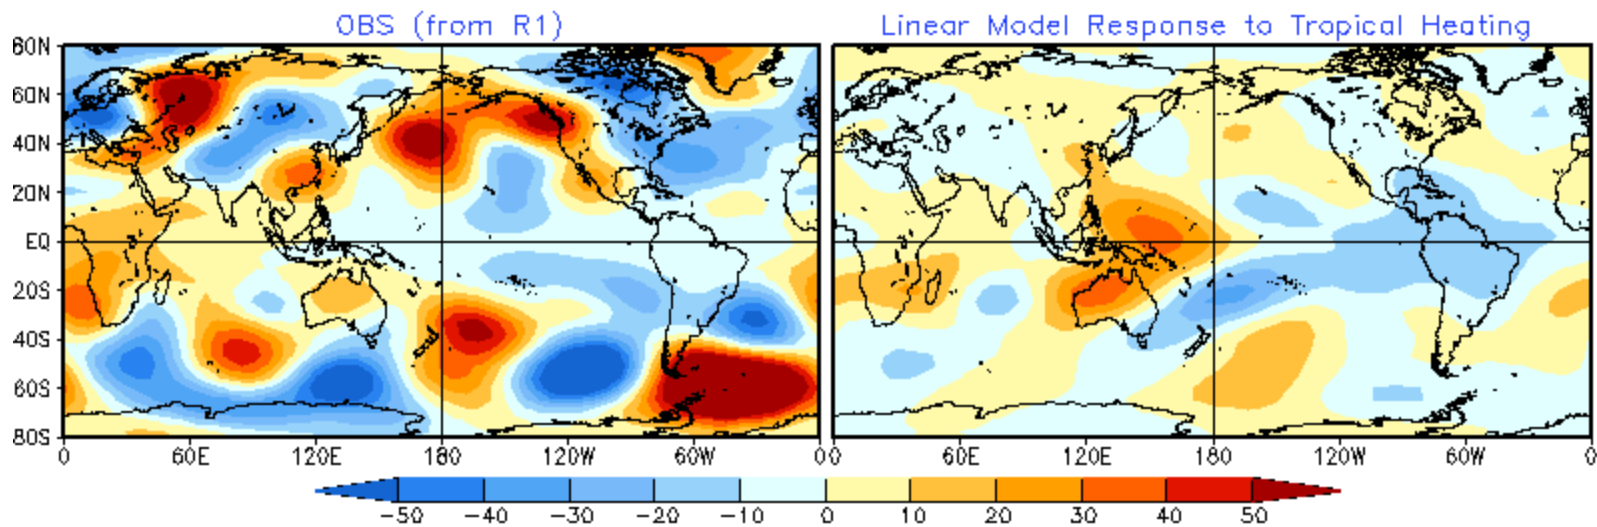 OBS (from R1)
Linear Model Response to Tropical Heating
80N
60N
40N
20N
EQ
20S
40S
60S
80S
0 60E 120E 180 120W 60W 0
0 60E 120E 180 120W 60W 0
-50 -40 -30 -20 -10 0 10 20 30 40 50